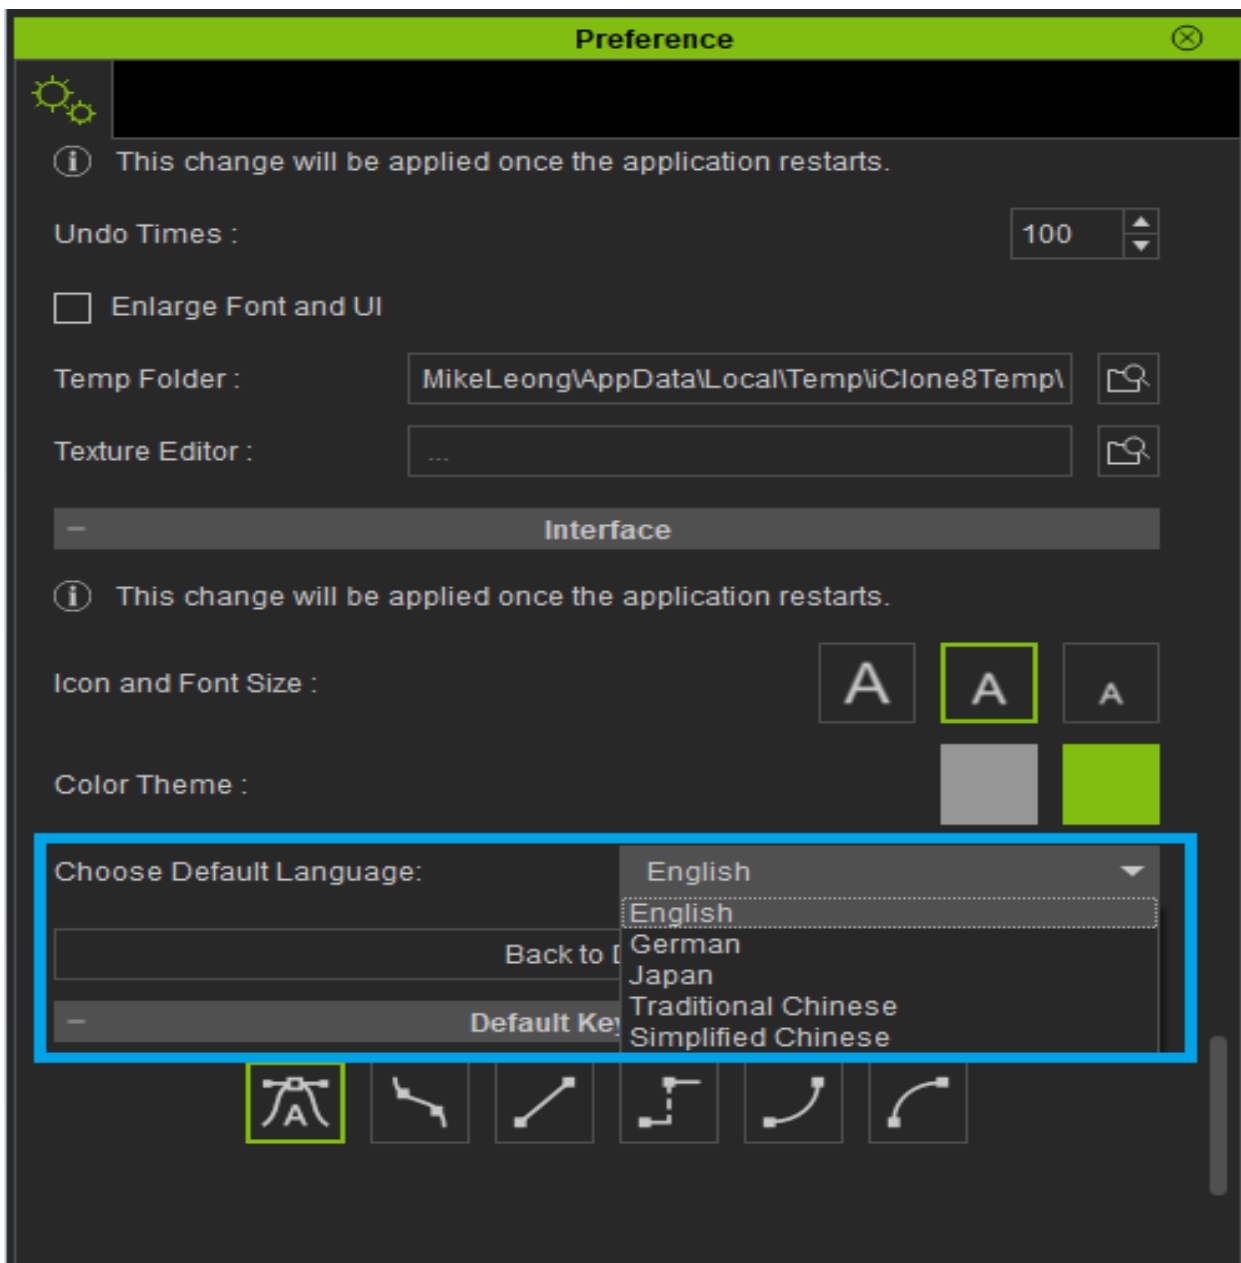 Preference
This change will be applied once the application restarts.
Undo Times : 100
Enlarge Font and UI
Temp Folder : MikeLeong\AppData\Local\Temp\iClone8Temp\
Texture Editor : ...
Interface
This change will be applied once the application restarts.
Icon and Font Size : A A A
Color Theme :
Choose Default Language: English
English
Back to
German
Japan
Traditional Chinese
Default Key
Simplified Chinese
A